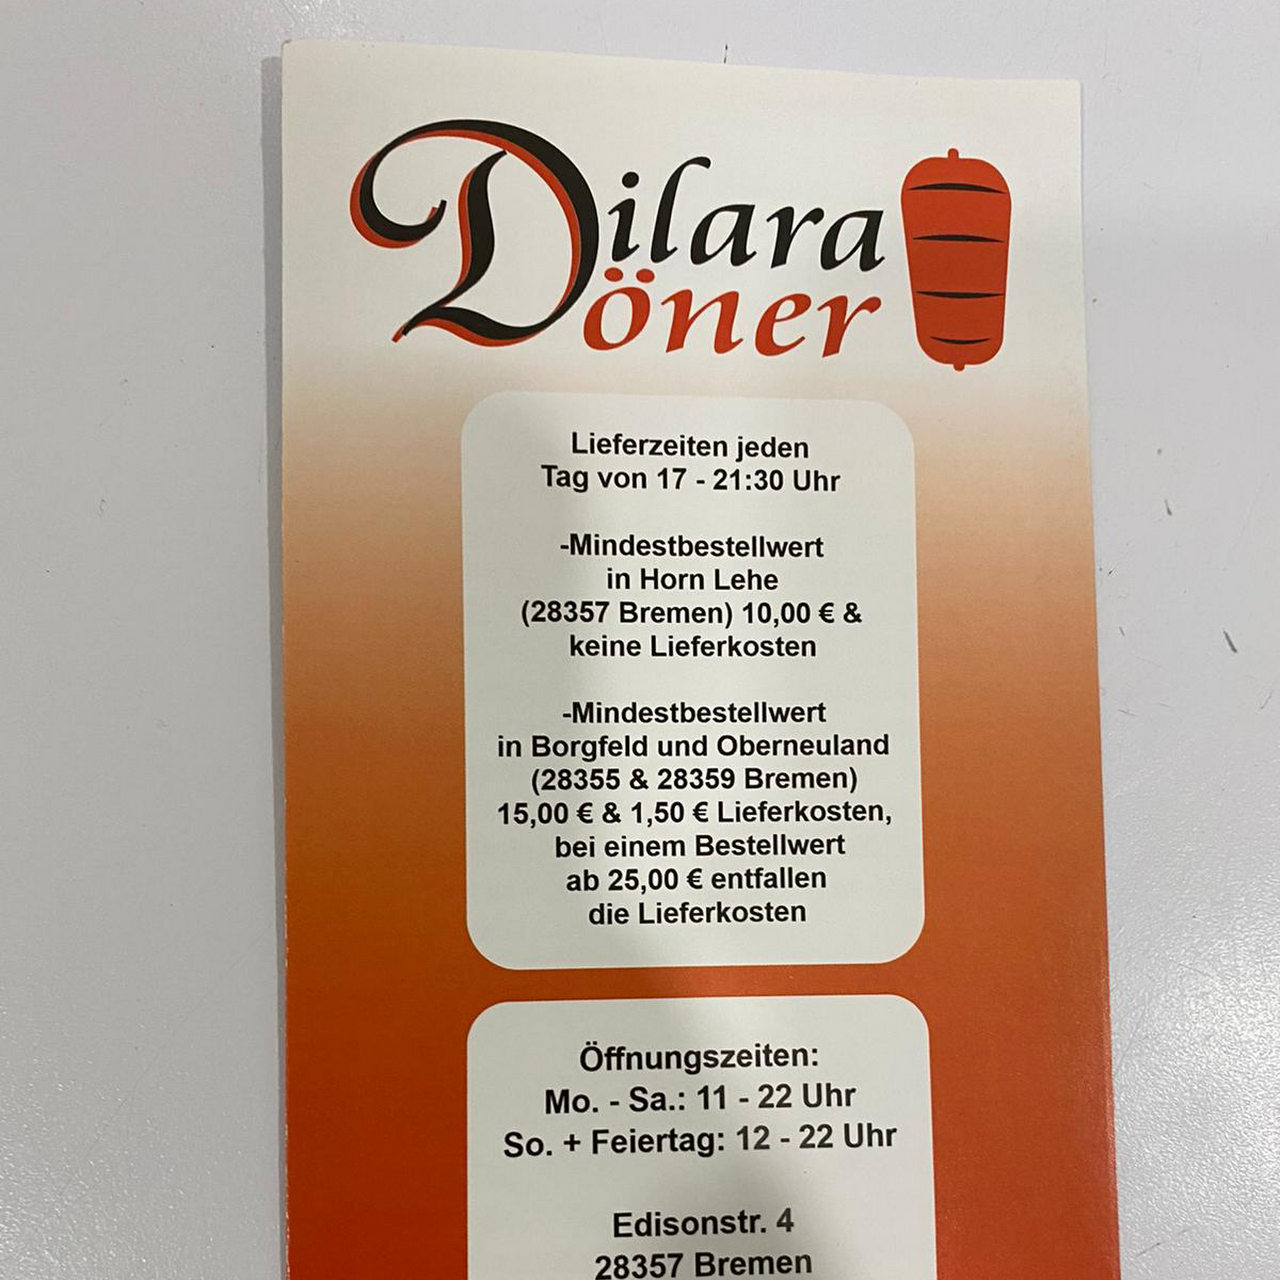 Dilara
Döner
Lieferzeiten jeden
Tag von 17 - 21:30 Uhr
-Mindestbestellwert
in Horn Lehe
(28357 Bremen) 10,00 € &
keine Lieferkosten
-Mindestbestellwert
in Borgfeld und Oberneuland
(28355 & 28359 Bremen)
15,00 € & 1,50 € Lieferkosten,
bei einem Bestellwert
ab 25,00 € entfallen
die Lieferkosten
Öffnungszeiten:
Mo. - Sa.: 11 - 22 Uhr
So. + Feiertag: 12 - 22 Uhr
Edisonstr. 4
28357 Bremen